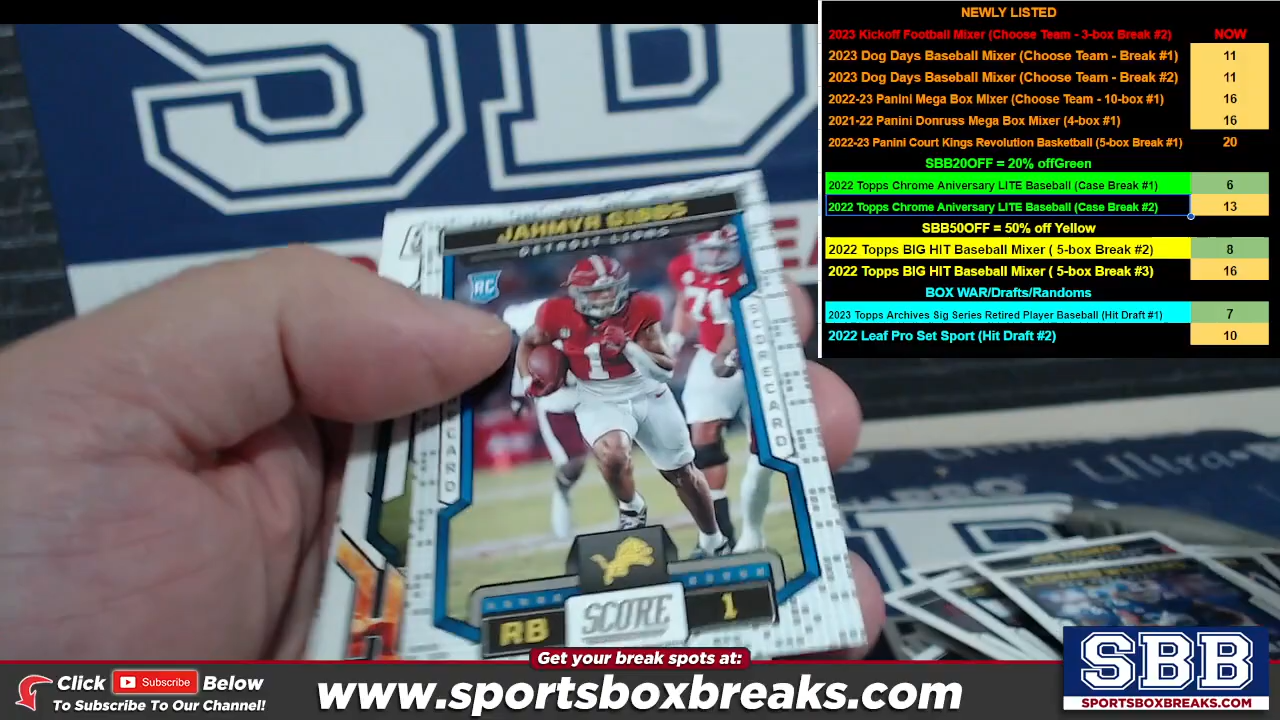 SBB
NEWLY LISTED
2023 Kickoff Football Mixer (Choose Team - 3-box Break #2) NOW
2023 Dog Days Baseball Mixer (Choose Team - Break #1) 11
2023 Dog Days Baseball Mixer (Choose Team - Break #2) 11
2022-23 Panini Mega Box Mixer (Choose Team - 10-box #1) 16
2021-22 Panini Donruss Mega Box Mixer (4-box #1) 16
2022-23 Panini Court Kings Revolution Basketball (5-box Break #1) 20
SBB20OFF = 20% offGreen
2022 Topps Chrome Aniversary LITE Baseball (Case Break #1) 6
2022 Topps Chrome Aniversary LITE Baseball (Case Break #2) 13
SBB50OFF = 50% off Yellow
2022 Topps BIG HIT Baseball Mixer ( 5-box Break #2) 8
2022 Topps BIG HIT Baseball Mixer ( 5-box Break #3) 16
BOX WAR/Drafts/Randoms
2023 Topps Archives Sig Series Retired Player Baseball (Hit Draft #1) 7
2022 Leaf Pro Set Sport (Hit Draft #2) 10
JAHMYR GIBBS
DETROIT LIONS
RC
71
1
SCORECARD
RB
SCORE
1
LEONARD WILLIAMS
Get your break spots at:
Click Subscribe Below
To Subscribe To Our Channel!
www.sportsboxbreaks.com
SBB
SPORTSBOXBREAKS.COM